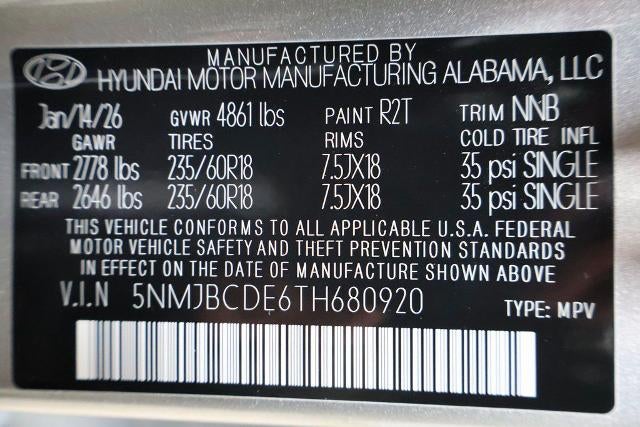 MANUFACTURED BY
HYUNDAI MOTOR MANUFACTURING ALABAMA, LLC
Jan/14/26 GVWR 4861 lbs PAINT R2T TRIM NNB
GAWR TIRES RIMS COLD TIRE INFL
FRONT 2778 lbs 235/60R18 7.5JX18 35 psi SINGLE
REAR 2646 lbs 235/60R18 7.5JX18 35 psi SINGLE
THIS VEHICLE CONFORMS TO ALL APPLICABLE U.S.A. FEDERAL
MOTOR VEHICLE SAFETY AND THEFT PREVENTION STANDARDS
IN EFFECT ON THE DATE OF MANUFACTURE SHOWN ABOVE
V.I.N 5NMJBCDE6TH680920 TYPE: MPV